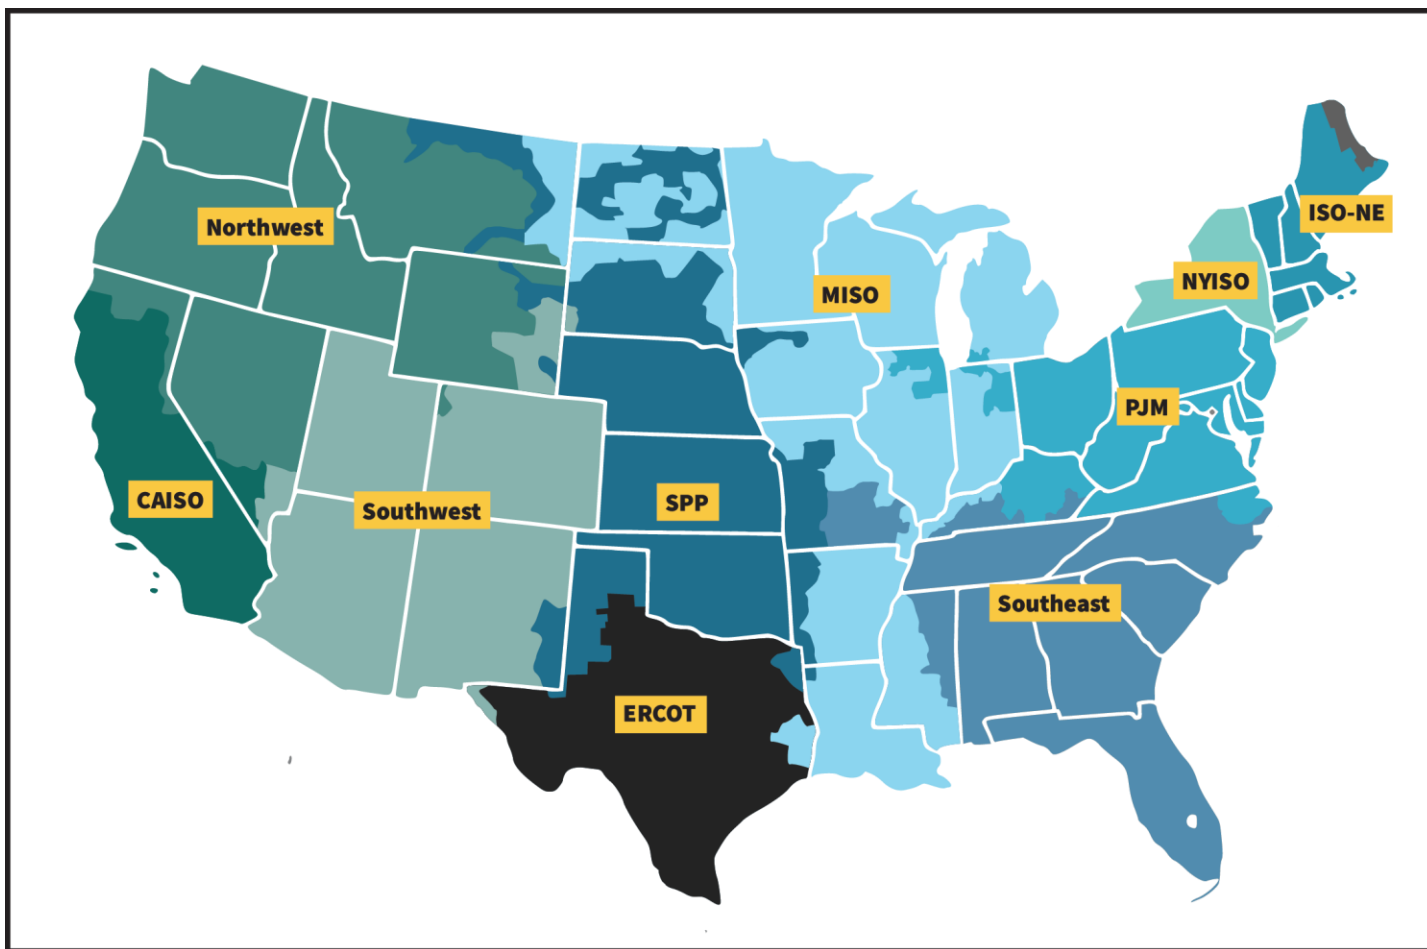 ISO-NE
Northwest
NYISO
MISO
PJM
CAISO
Southwest
SPP
Southeast
ERCOT